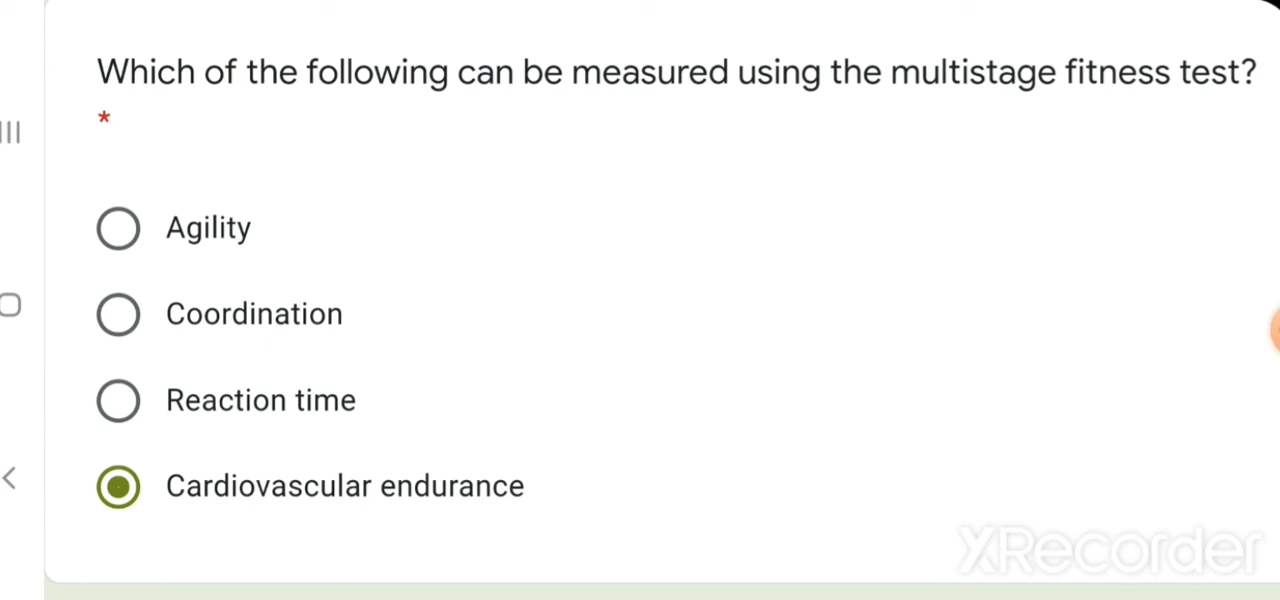 Which of the following can be measured using the multistage fitness test?
*
Agility
Coordination
Reaction time
Cardiovascular endurance
XRecorder